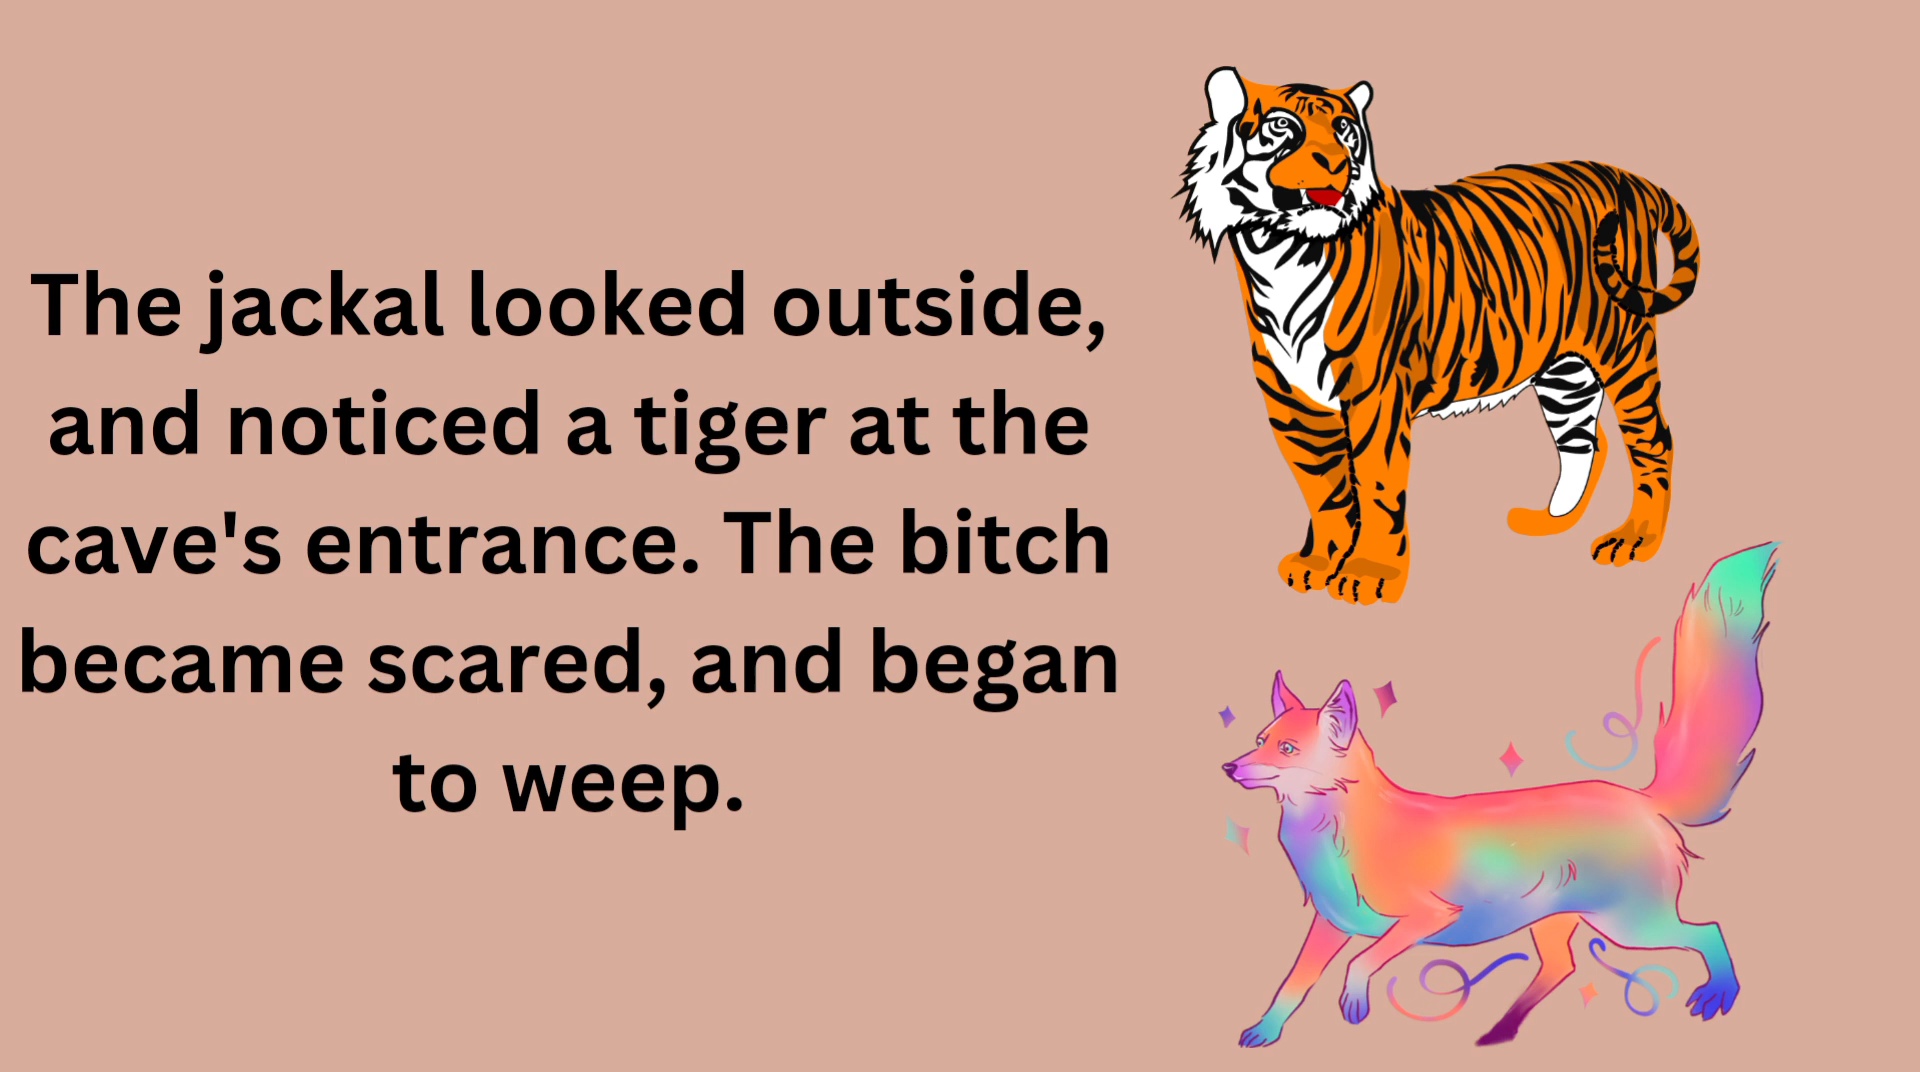 The jackal looked outside,
and noticed a tiger at the
cave's entrance. The bitch
became scared, and began
to weep.